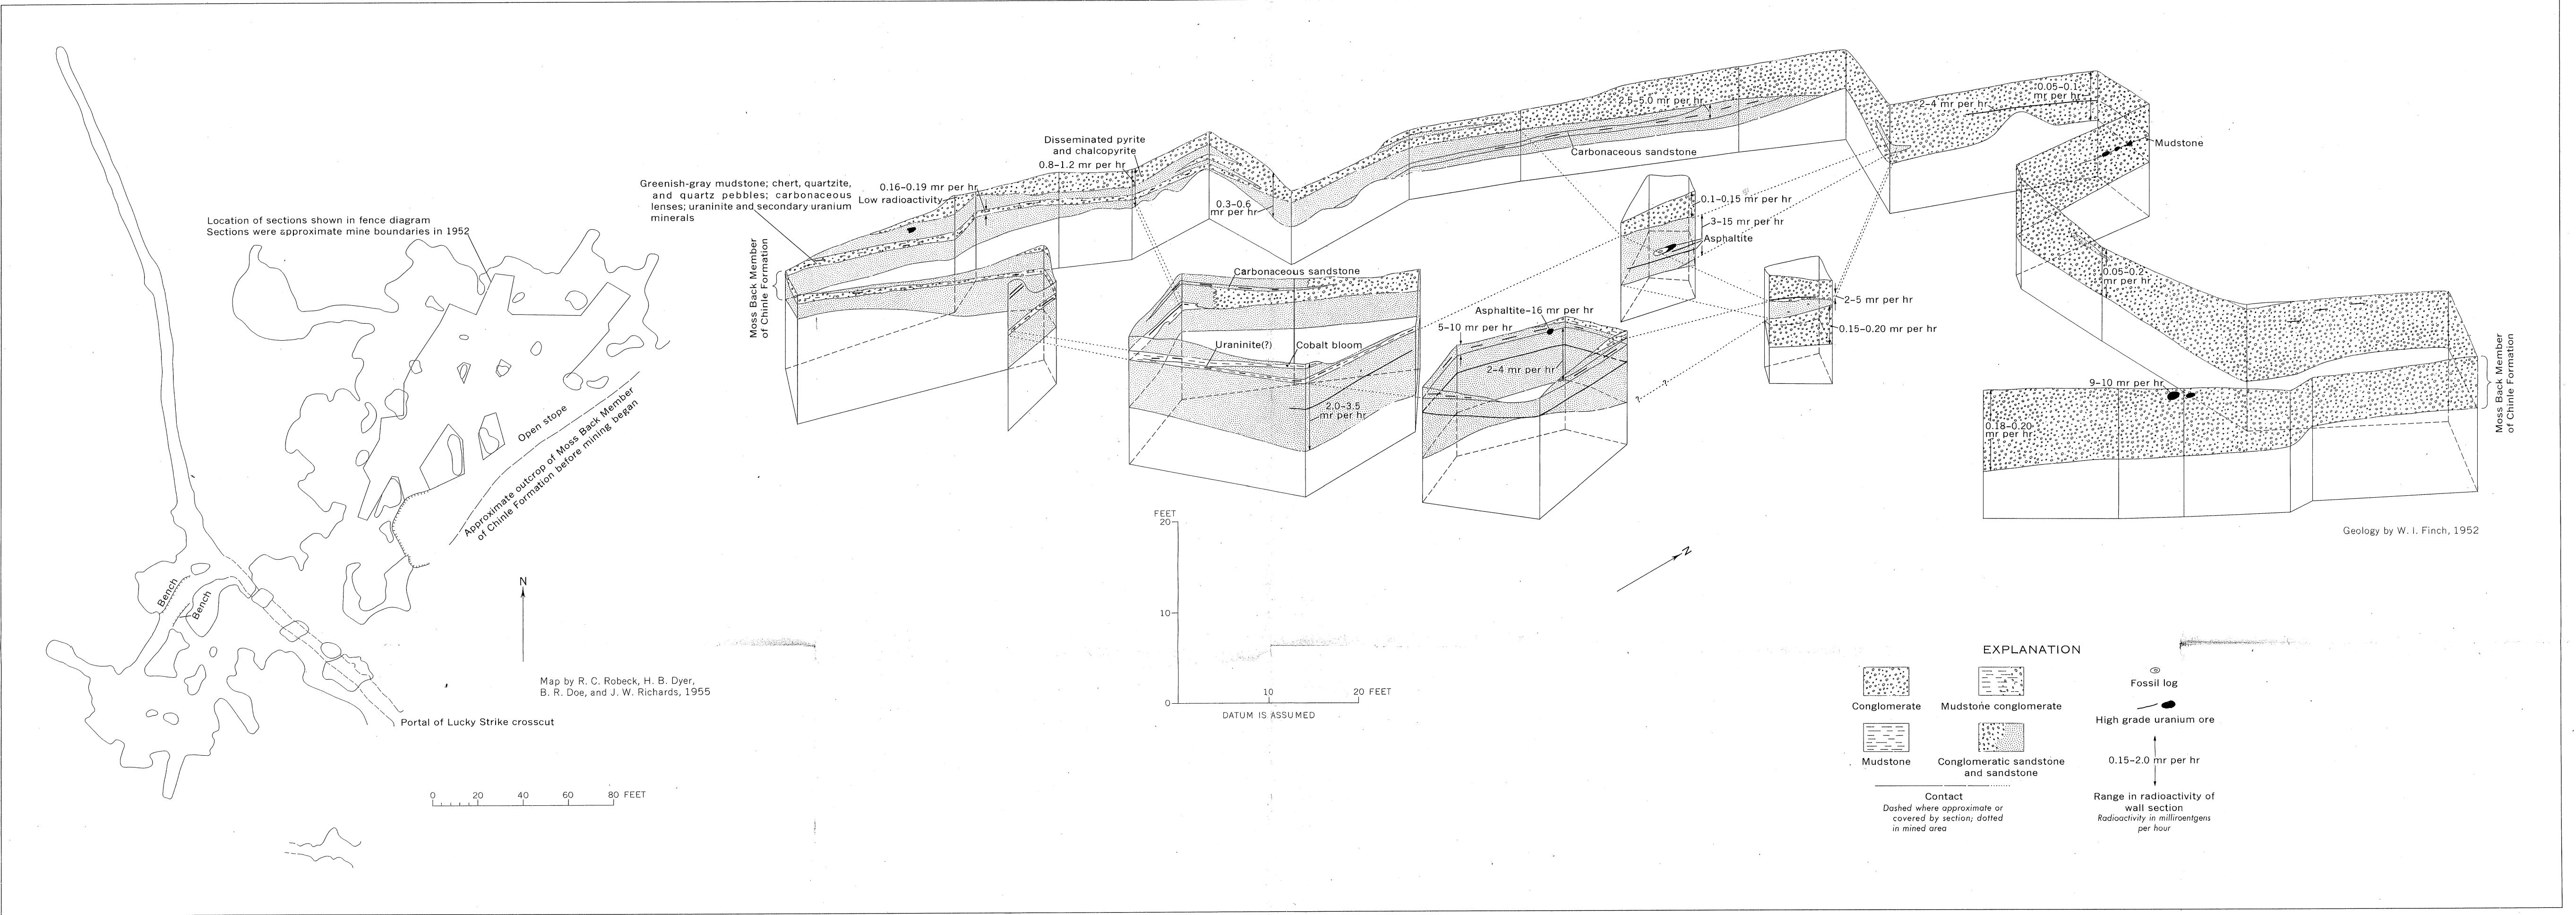 Location of sections shown in fence diagram
Sections were approximate mine boundaries in 1952
Open stope
Approximate outcrop of Moss Back Member
of Chinle Formation before mining began
Bench
Bench
N
Map by R. C. Robeck, H. B. Dyer,
B. R. Doe, and J. W. Richards, 1955
Portal of Lucky Strike crosscut
0 20 40 60 80 FEET
Greenish-gray mudstone; chert, quartzite,
and quartz pebbles; carbonaceous
lenses; uraninite and secondary uranium
minerals
Moss Back Member
of Chinle Formation
0.16–0.19 mr per hr
Low radioactivity
Disseminated pyrite
and chalcopyrite
0.8–1.2 mr per hr
0.3–0.6
mr per hr
2.5–5.0 mr per hr
Carbonaceous sandstone
2–4 mr per hr
0.05–0.1
mr per hr
Mudstone
0.1–0.15 mr per hr
3–15 mr per hr
Asphaltite
Carbonaceous sandstone
Uraninite(?)
Cobalt bloom
2.0–3.5
mr per hr
Asphaltite–16 mr per hr
5–10 mr per hr
2–4 mr per hr
2–5 mr per hr
0.15–0.20 mr per hr
?
?
0.05–0.2
mr per hr
9–10 mr per hr
0.18–0.20
mr per hr
Moss Back Member
of Chinle Formation
Geology by W. I. Finch, 1952
FEET
20
10
0
10 20 FEET
DATUM IS ASSUMED
N
EXPLANATION
Conglomerate
Mudstone conglomerate
Mudstone
Conglomeratic sandstone
and sandstone
Contact
Dashed where approximate or
covered by section; dotted
in mined area
Fossil log
High grade uranium ore
0.15–2.0 mr per hr
Range in radioactivity of
wall section
Radioactivity in milliroentgens
per hour